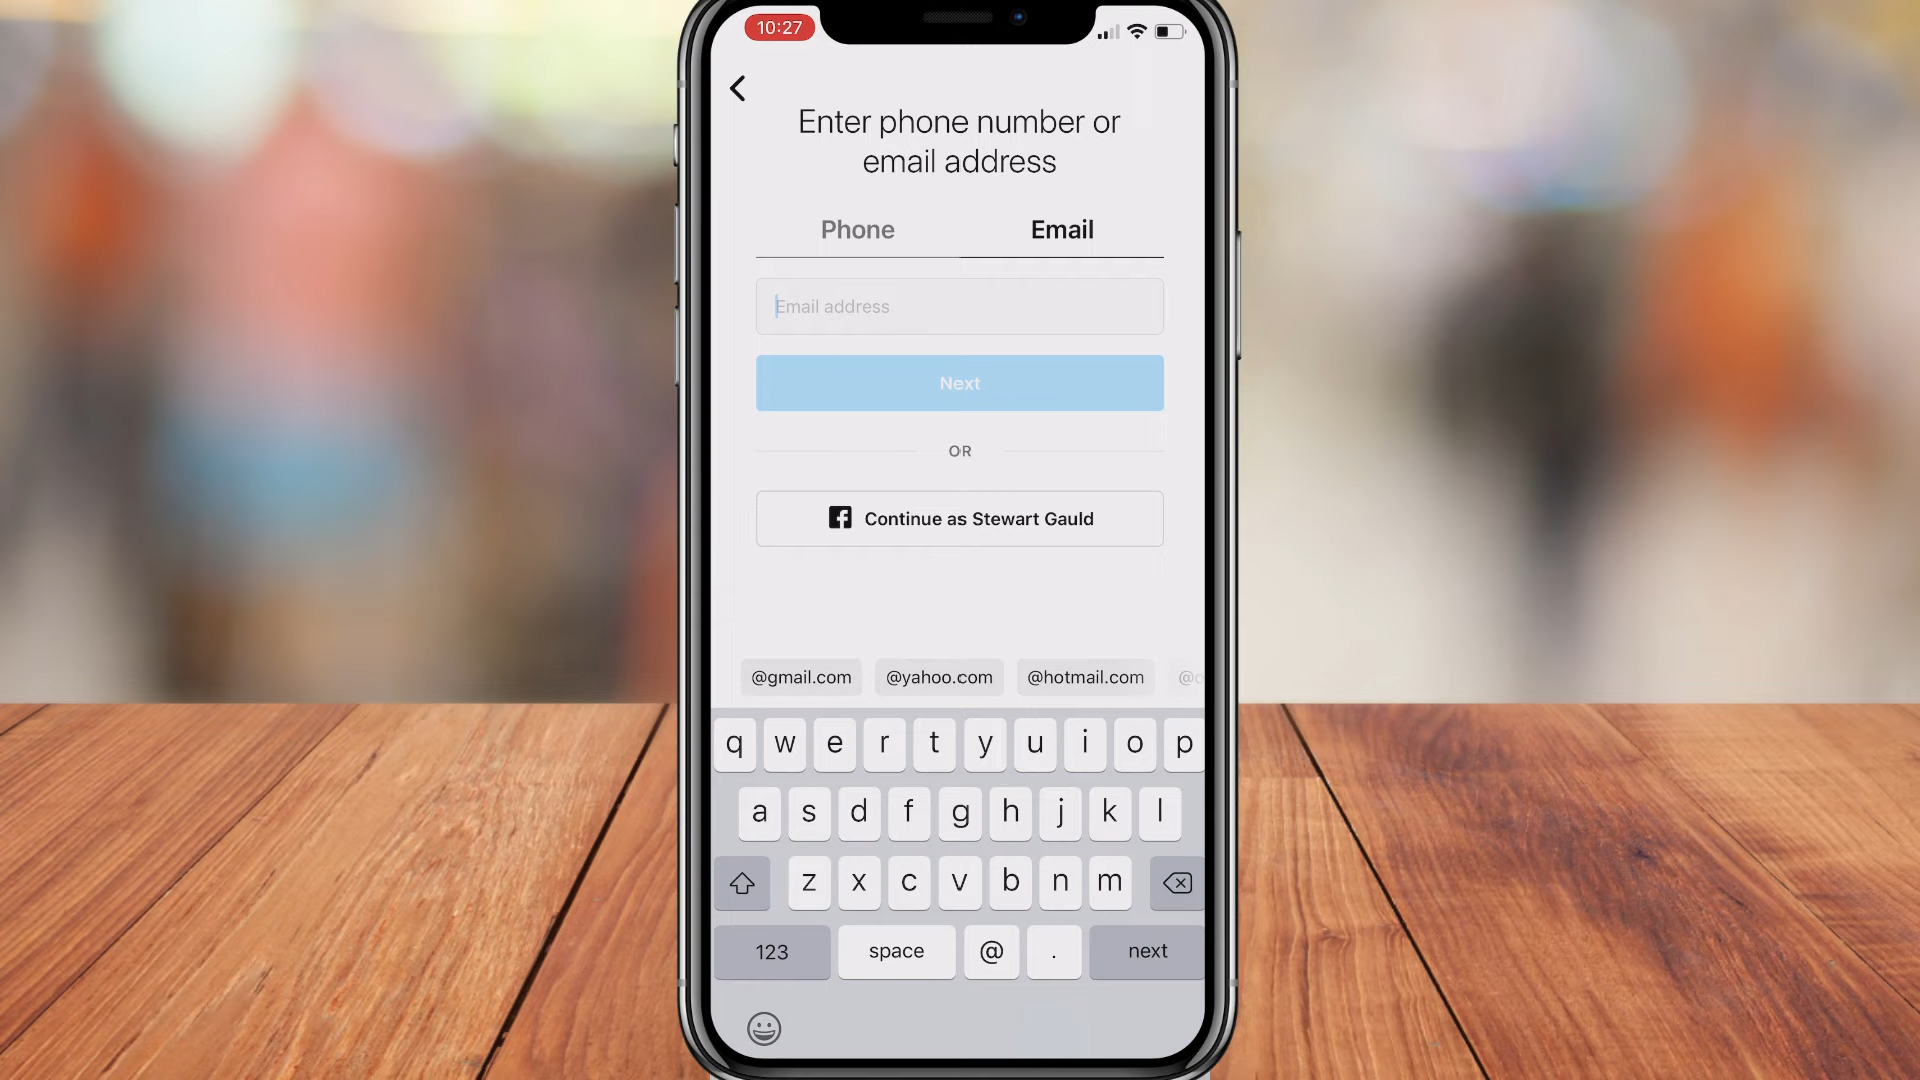 10:27
Enter phone number or
email address
Phone Email
Email address
Next
OR
Continue as Stewart Gauld
@gmail.com @yahoo.com @hotmail.com
q w e r t y u i o p
a s d f g h j k l
z x c v b n m
123 space @ . next